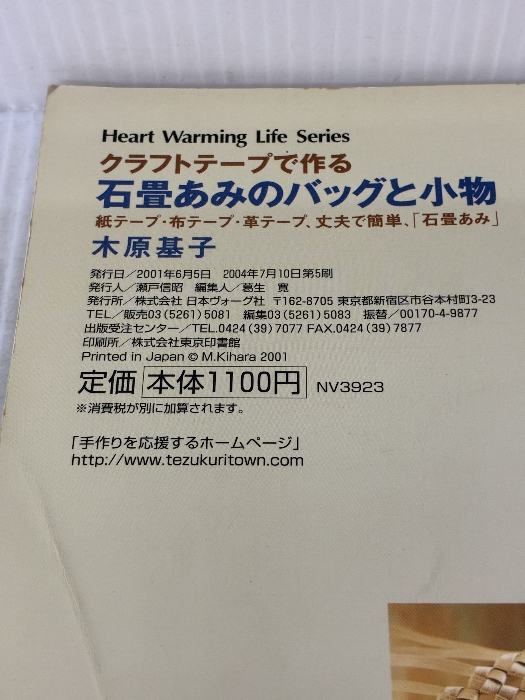 Heart Warming Life Series
クラフトテープで作る
石畳あみのバッグと小物
紙テープ・布テープ・革テープ、丈夫で簡単、「石畳あみ」
木原基子
発行日／2001年6月5日 2004年7月10日第5刷
発行人／瀬戸信昭 編集人／葛生 寛
発行所／株式会社 日本ヴォーグ社 〒162-8705 東京都新宿区市谷本村町3-23
TEL／販売03(5261)5081 編集03(5261)5083 振替／00170-4-9877
出版受注センター／TEL.0424(39)7077 FAX.0424(39)7877
印刷所／株式会社東京印書館
Printed in Japan © M.Kihara 2001
定価 本体1100円 NV3923
※消費税が別に加算されます。
「手作りを応援するホームページ」
http://www.tezukuritown.com